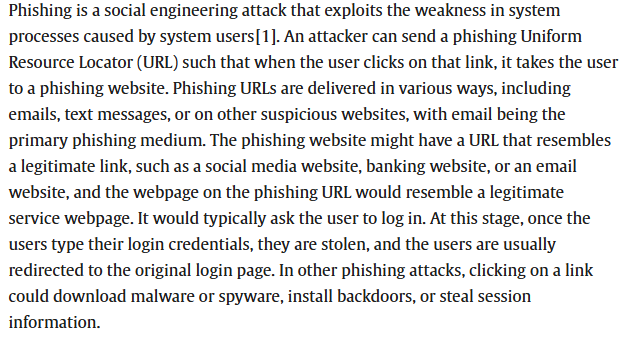 Phishing is a social engineering attack that exploits the weakness in system
processes caused by system users[1]. An attacker can send a phishing Uniform
Resource Locator (URL) such that when the user clicks on that link, it takes the user
to a phishing website. Phishing URLs are delivered in various ways, including
emails, text messages, or on other suspicious websites, with email being the
primary phishing medium. The phishing website might have a URL that resembles
a legitimate link, such as a social media website, banking website, or an email
website, and the webpage on the phishing URL would resemble a legitimate
service webpage. It would typically ask the user to log in. At this stage, once the
users type their login credentials, they are stolen, and the users are usually
redirected to the original login page. In other phishing attacks, clicking on a link
could download malware or spyware, install backdoors, or steal session
information.